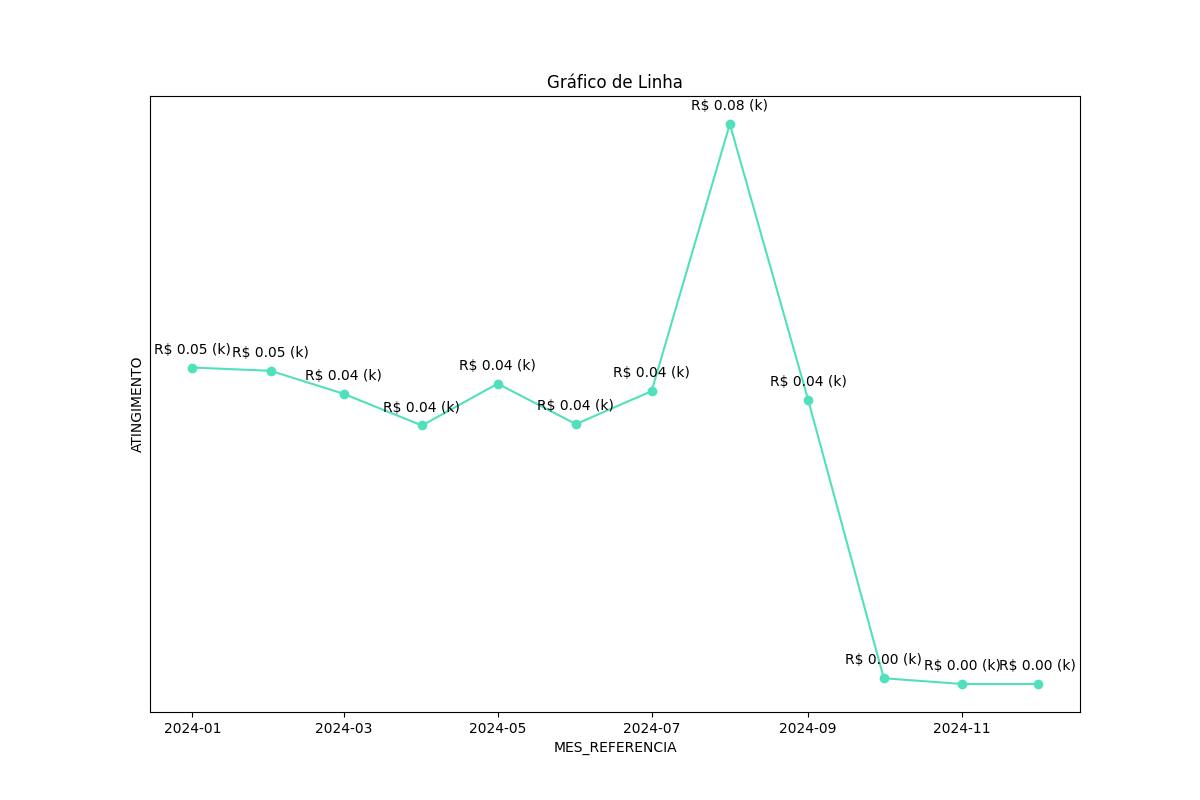 Gráfico de Linha
R$ 0.08 (k)
R$ 0.05 (k)
R$ 0.05 (k)
R$ 0.04 (k)
R$ 0.04 (k)
R$ 0.04 (k)
R$ 0.04 (k)
R$ 0.04 (k)
R$ 0.04 (k)
R$ 0.00 (k)
R$ 0.00 (k)
R$ 0.00 (k)
ATINGIMENTO
2024-01 2024-03 2024-05 2024-07 2024-09 2024-11
MES_REFERENCIA